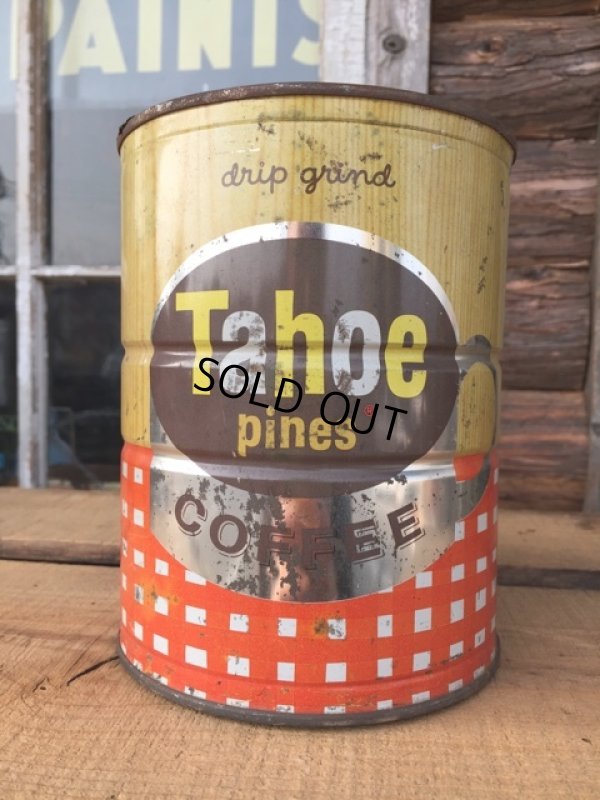 PAINTS
drip grind
Tahoe
SOLD OUT
pines®
COFFEE